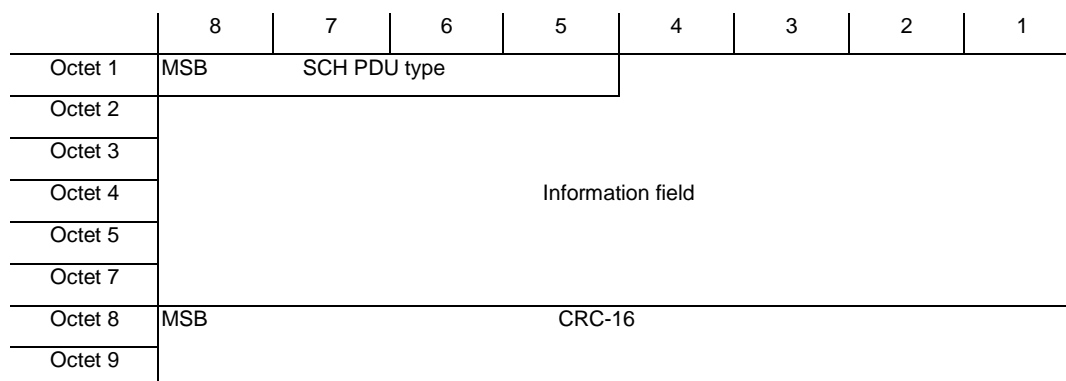 8 7 6 5 4 3 2 1
Octet 1 MSB SCH PDU type
Octet 2
Octet 3
Octet 4 Information field
Octet 5
Octet 7
Octet 8 MSB CRC-16
Octet 9